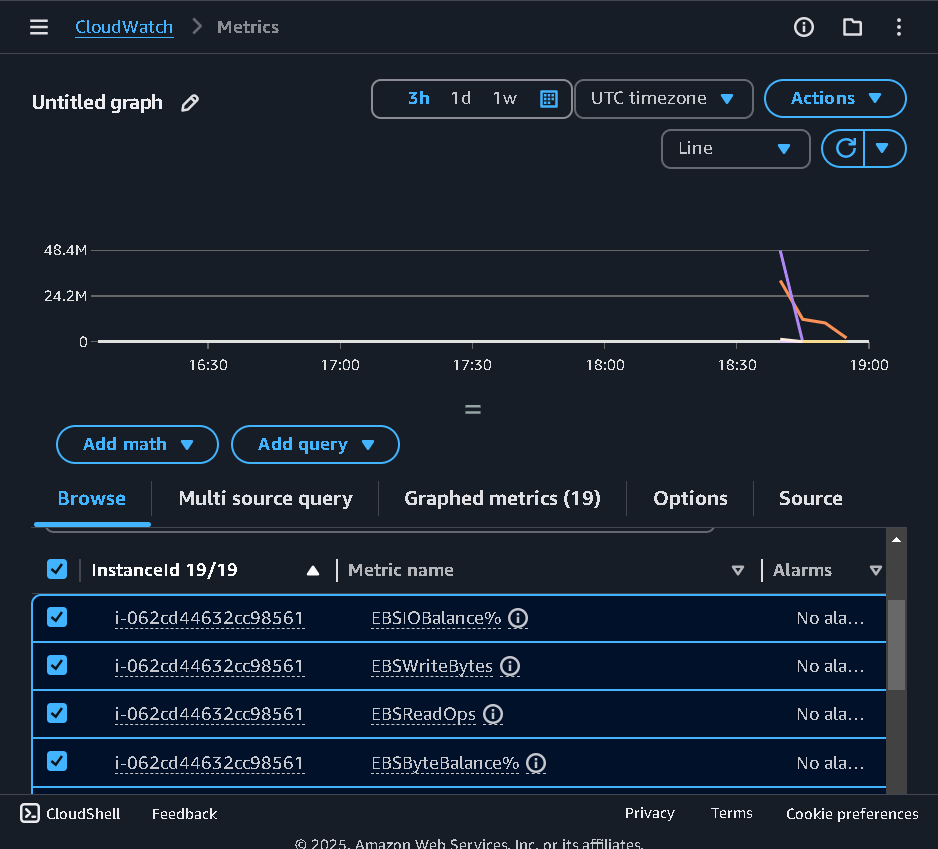 CloudWatch > Metrics
Untitled graph
3h 1d 1w UTC timezone Actions
Line
48.4M
24.2M
0
16:30 17:00 17:30 18:00 18:30 19:00
Add math Add query
Browse Multi source query Graphed metrics (19) Options Source
InstanceId 19/19 Metric name Alarms
i-062cd44632cc98561 EBSIOBalance% No ala…
i-062cd44632cc98561 EBSWriteBytes No ala…
i-062cd44632cc98561 EBSReadOps No ala…
i-062cd44632cc98561 EBSByteBalance% No ala…
CloudShell Feedback Privacy Terms Cookie preferences
© 2025, Amazon Web Services, Inc. or its affiliates.